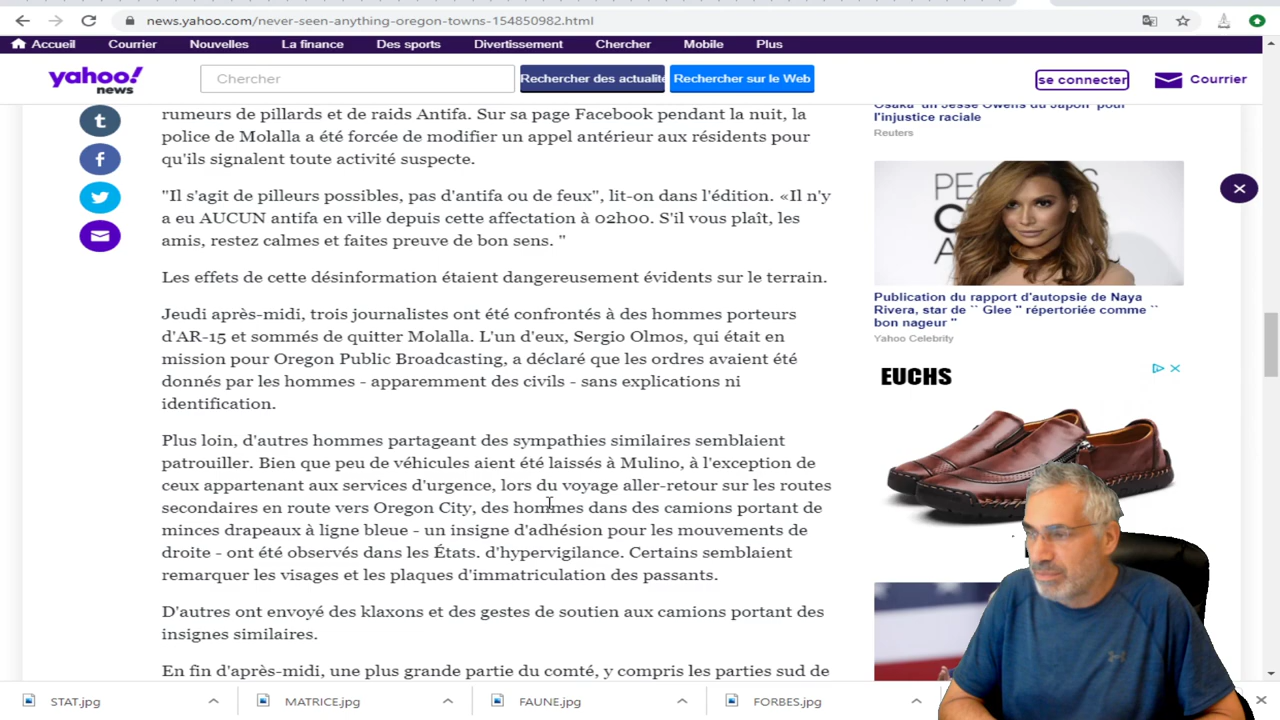 news.yahoo.com/never-seen-anything-oregon-towns-154850982.html
Accueil Courrier Nouvelles La finance Des sports Divertissement Chercher Mobile Plus
yahoo!
news
Chercher
Rechercher des actualité
Rechercher sur le Web
se connecter
Courrier
rumeurs de pillards et de raids Antifa. Sur sa page Facebook pendant la nuit, la
police de Molalla a été forcée de modifier un appel antérieur aux résidents pour
qu'ils signalent toute activité suspecte.
"Il s'agit de pilleurs possibles, pas d'antifa ou de feux", lit-on dans l'édition. «Il n'y
a eu AUCUN antifa en ville depuis cette affectation à 02h00. S'il vous plaît, les
amis, restez calmes et faites preuve de bon sens. "
Les effets de cette désinformation étaient dangereusement évidents sur le terrain.
Jeudi après-midi, trois journalistes ont été confrontés à des hommes porteurs
d'AR-15 et sommés de quitter Molalla. L'un d'eux, Sergio Olmos, qui était en
mission pour Oregon Public Broadcasting, a déclaré que les ordres avaient été
donnés par les hommes - apparemment des civils - sans explications ni
identification.
Plus loin, d'autres hommes partageant des sympathies similaires semblaient
patrouiller. Bien que peu de véhicules aient été laissés à Mulino, à l'exception de
ceux appartenant aux services d'urgence, lors du voyage aller-retour sur les routes
secondaires en route vers Oregon City, des hommes dans des camions portant de
minces drapeaux à ligne bleue - un insigne d'adhésion pour les mouvements de
droite - ont été observés dans les États. d'hypervigilance. Certains semblaient
remarquer les visages et les plaques d'immatriculation des passants.
D'autres ont envoyé des klaxons et des gestes de soutien aux camions portant des
insignes similaires.
En fin d'après-midi, une plus grande partie du comté, y compris les parties sud de
Osaka 'un Jesse Owens du Japon' pour
l'injustice raciale
Reuters
Publication du rapport d'autopsie de Naya
Rivera, star de `` Glee '' répertoriée comme ``
bon nageur ''
Yahoo Celebrity
EUCHS
STAT.jpg
MATRICE.jpg
FAUNE.jpg
FORBES.jpg